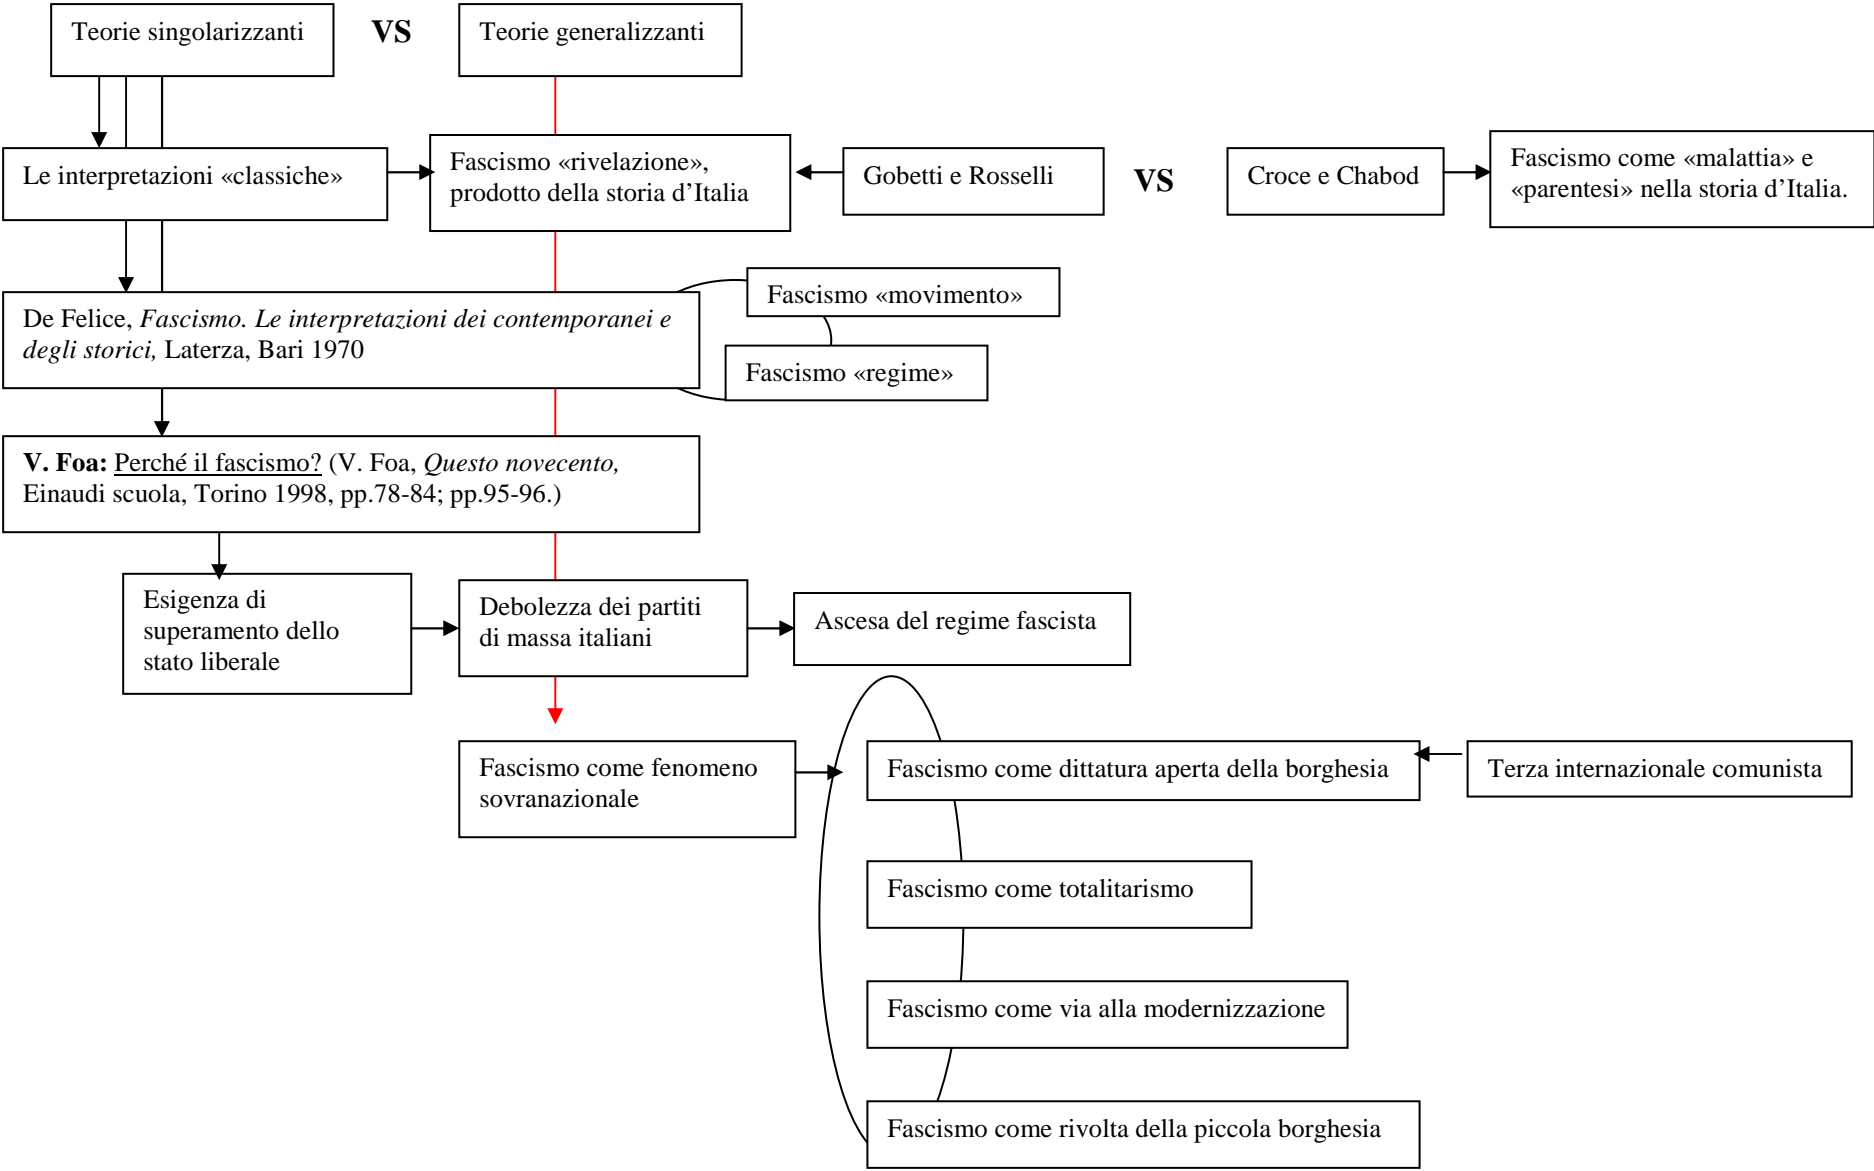 Teorie singolarizzanti
VS
Teorie generalizzanti
Le interpretazioni «classiche»
Fascismo «rivelazione»,
prodotto della storia d’Italia
Gobetti e Rosselli
VS
Croce e Chabod
Fascismo come «malattia» e
«parentesi» nella storia d’Italia.
De Felice, Fascismo. Le interpretazioni dei contemporanei e
degli storici, Laterza, Bari 1970
Fascismo «movimento»
Fascismo «regime»
V. Foa: Perché il fascismo? (V. Foa, Questo novecento,
Einaudi scuola, Torino 1998, pp.78-84; pp.95-96.)
Esigenza di
superamento dello
stato liberale
Debolezza dei partiti
di massa italiani
Ascesa del regime fascista
Fascismo come fenomeno
sovranazionale
Fascismo come dittatura aperta della borghesia
Terza internazionale comunista
Fascismo come totalitarismo
Fascismo come via alla modernizzazione
Fascismo come rivolta della piccola borghesia